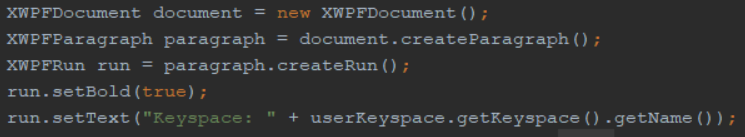 XWPFDocument document = new XWPFDocument();
XWPFParagraph paragraph = document.createParagraph();
XWPFRun run = paragraph.createRun();
run.setBold(true);
run.setText("Keyspace: " + userKeyspace.getKeyspace().getName());